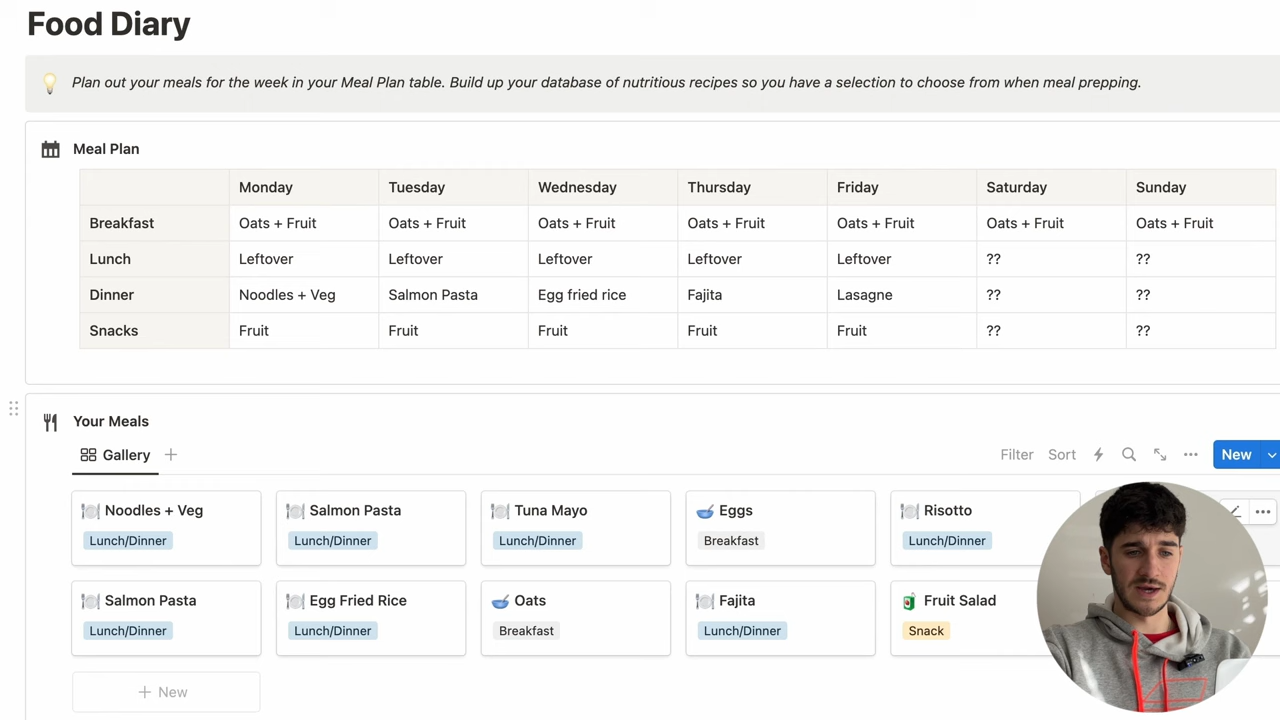 Food Diary
Plan out your meals for the week in your Meal Plan table. Build up your database of nutritious recipes so you have a selection to choose from when meal prepping.
Meal Plan
Monday Tuesday Wednesday Thursday Friday Saturday Sunday
Breakfast Oats + Fruit Oats + Fruit Oats + Fruit Oats + Fruit Oats + Fruit Oats + Fruit Oats + Fruit
Lunch Leftover Leftover Leftover Leftover Leftover ?? ??
Dinner Noodles + Veg Salmon Pasta Egg fried rice Fajita Lasagne ?? ??
Snacks Fruit Fruit Fruit Fruit Fruit ?? ??
Your Meals
Gallery Filter Sort New
Noodles + Veg Salmon Pasta Tuna Mayo Eggs Risotto
Lunch/Dinner Lunch/Dinner Lunch/Dinner Breakfast Lunch/Dinner
Salmon Pasta Egg Fried Rice Oats Fajita Fruit Salad
Lunch/Dinner Lunch/Dinner Breakfast Lunch/Dinner Snack
+ New